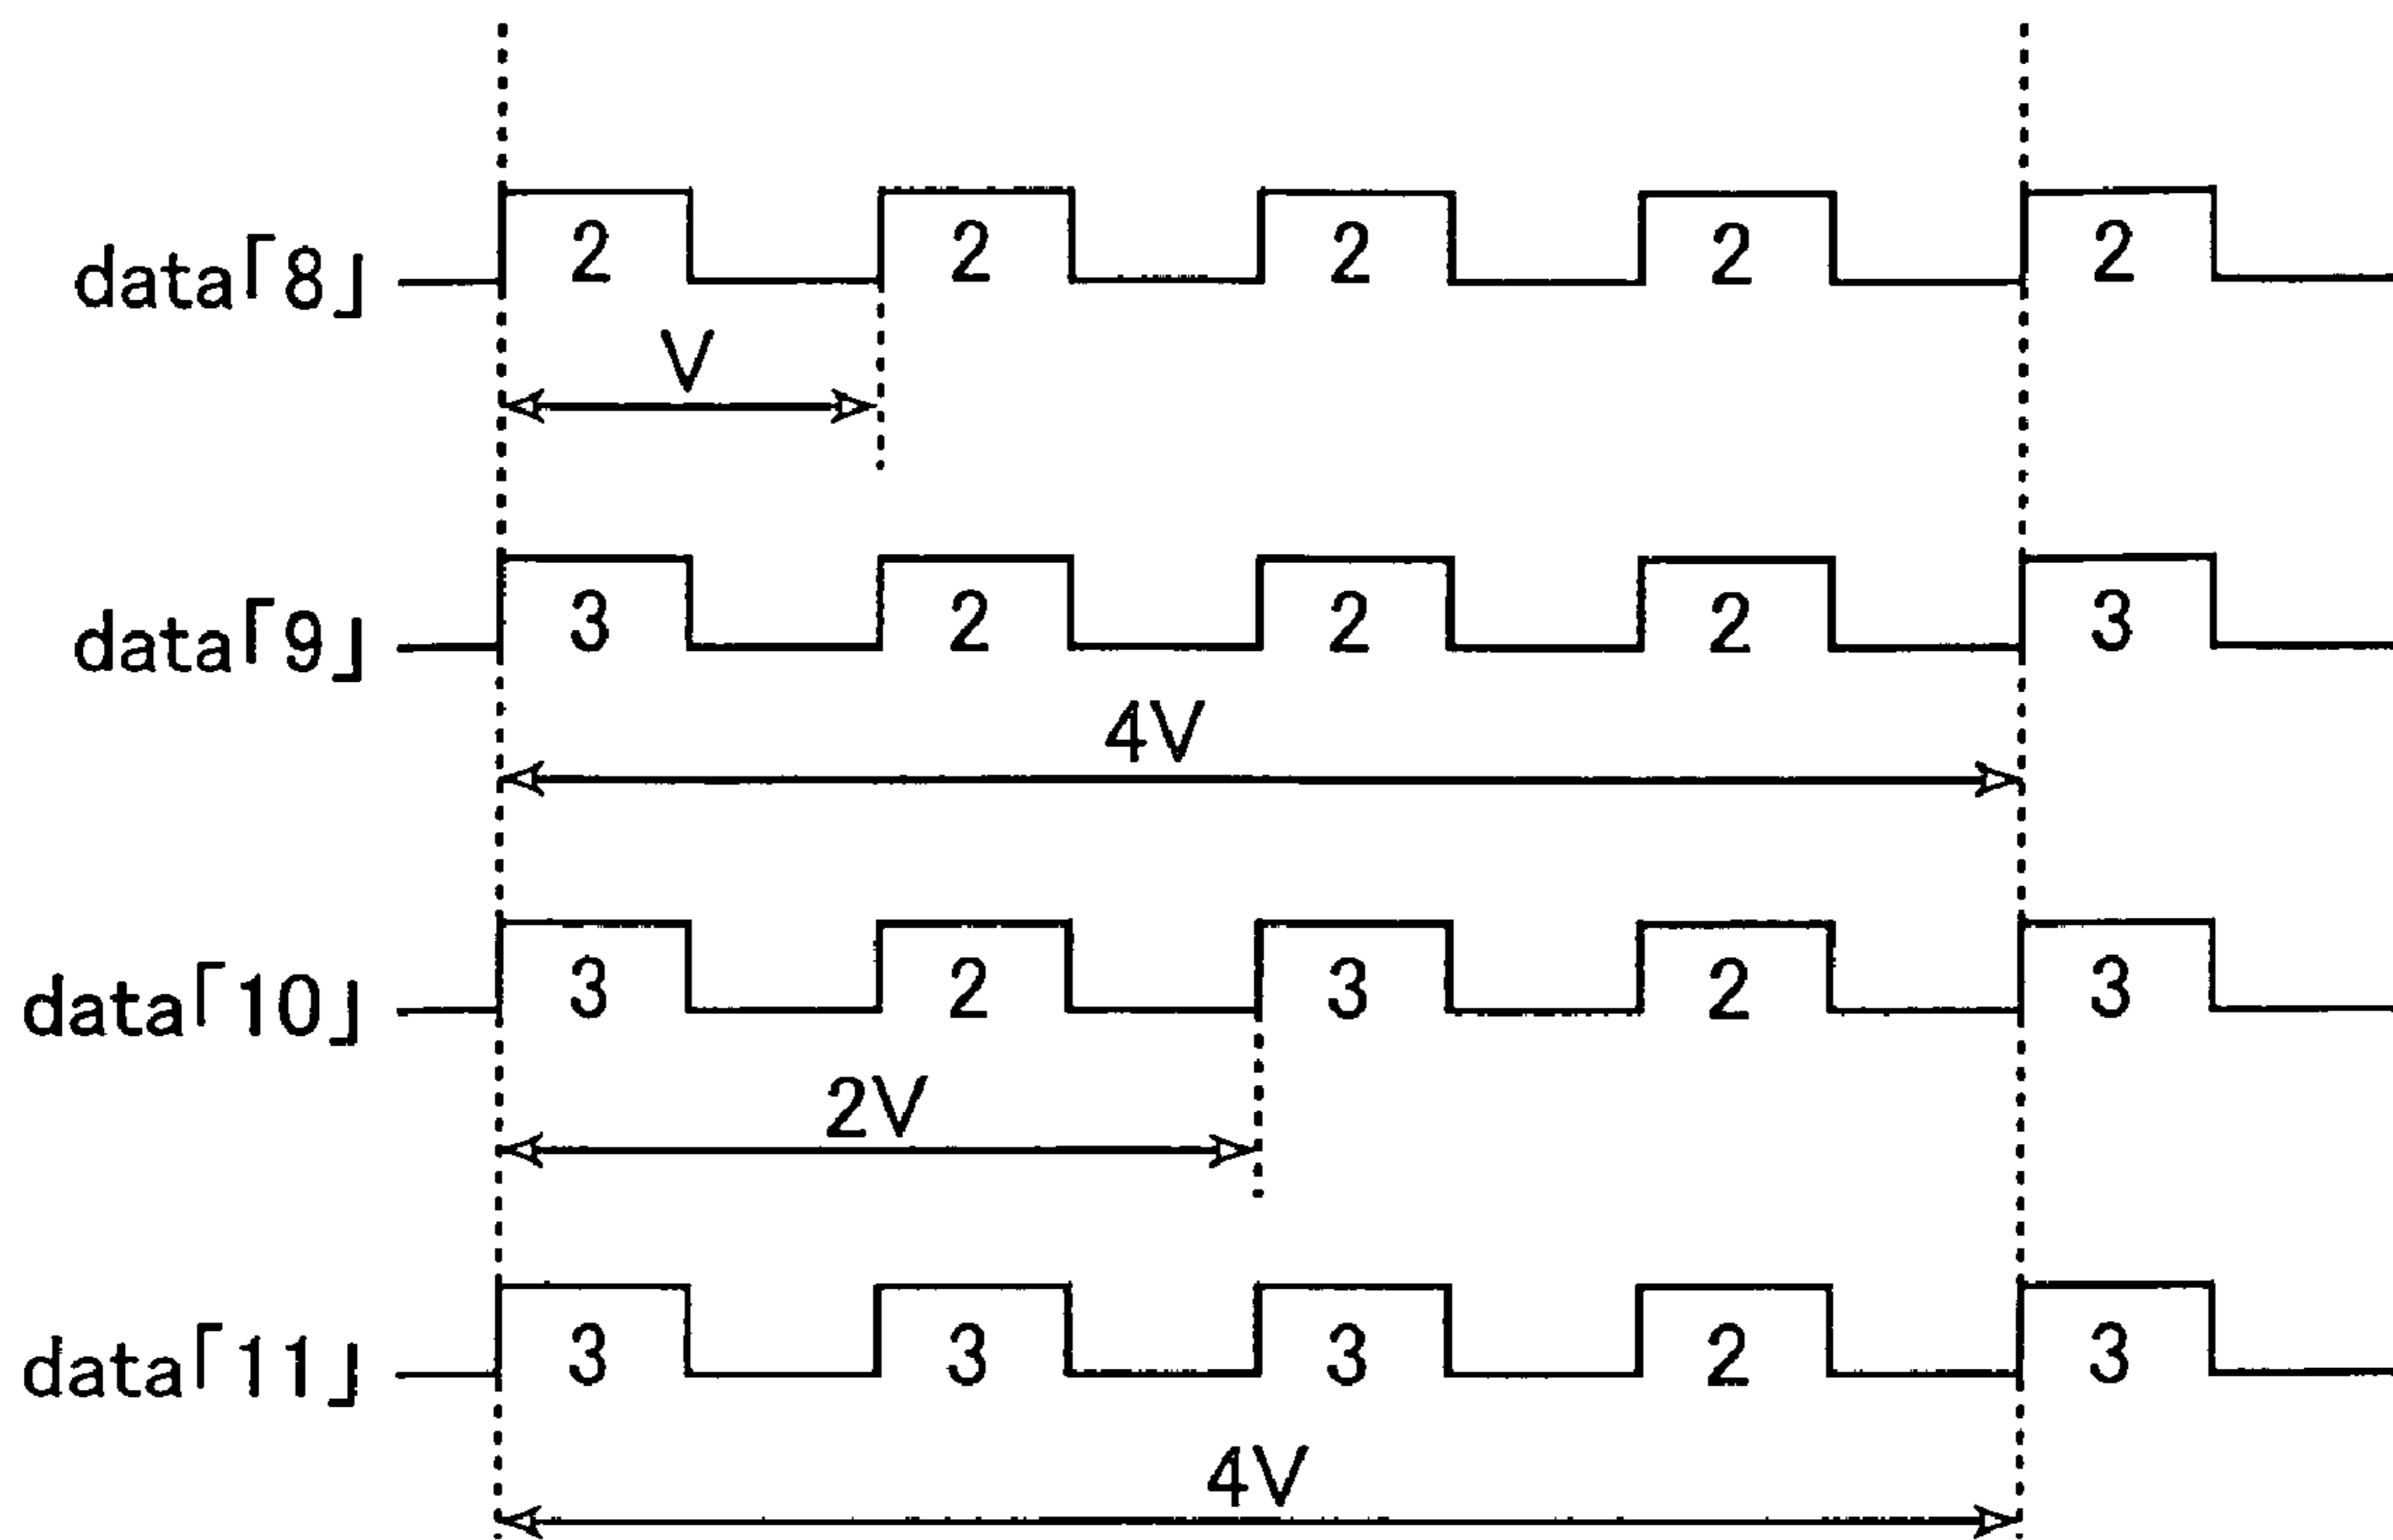 data「8」 2 2 2 2 2
V
data「9」 3 2 2 2 3
4V
data「10」 3 2 3 2 3
2V
data「11」 3 3 3 2 3
4V